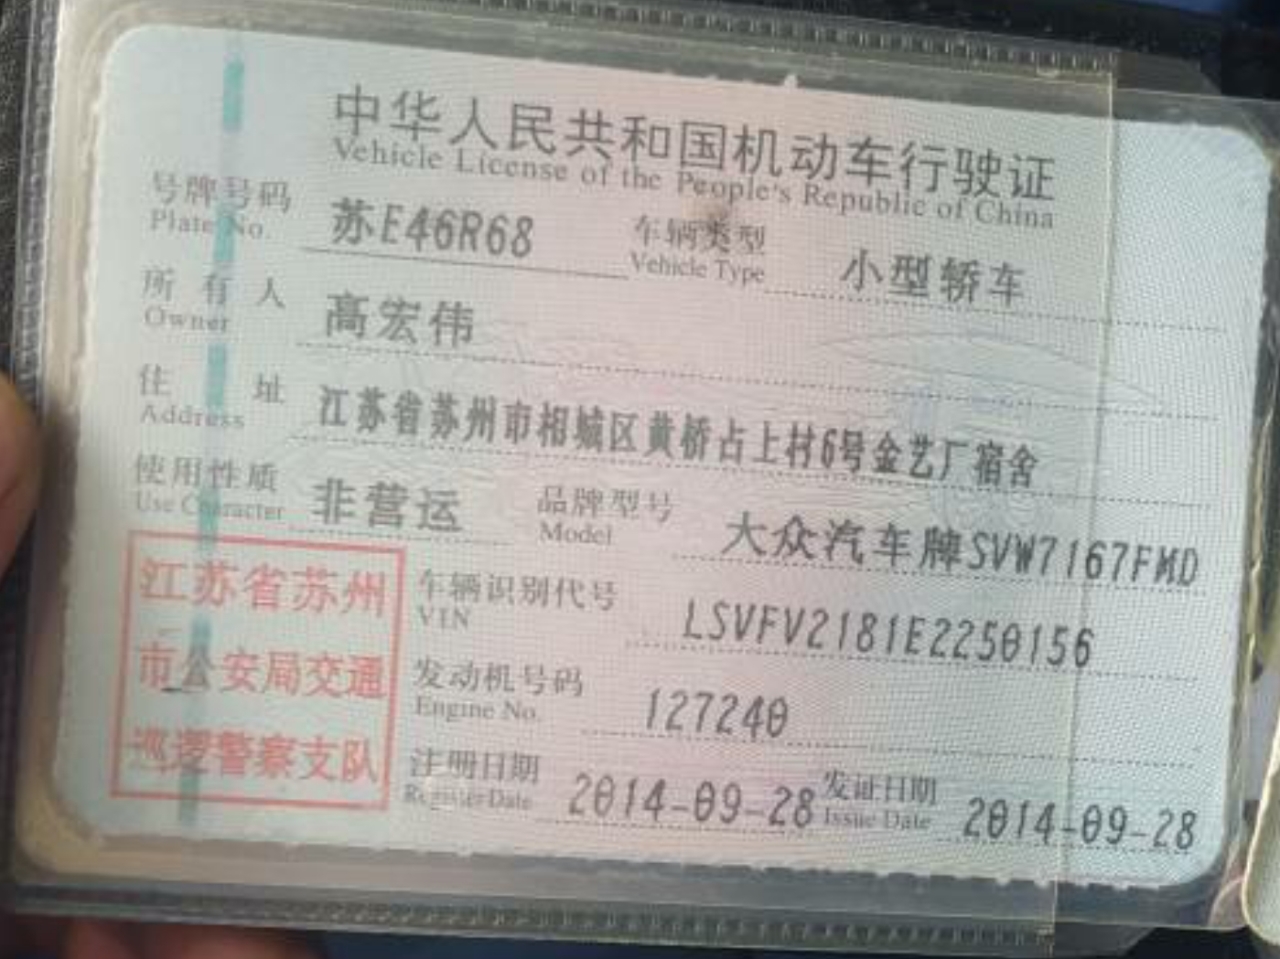 中华人民共和国机动车行驶证
Vehicle License of the People's Republic of China
号牌号码 苏E46R68 车辆类型 小型轿车
Plate No. Vehicle Type
所有人 高宏伟
Owner
住址 江苏省苏州市相城区黄桥占上村6号金艺厂宿舍
Address
使用性质 非营运 品牌型号 大众汽车牌SVW7167FMD
Use Character Model
江苏省苏州
市公安局交通
巡逻警察支队
车辆识别代号 LSVFV2181E2250156
VIN
发动机号码 127240
Engine No.
注册日期 2014-09-28 发证日期 2014-09-28
Register Date Issue Date